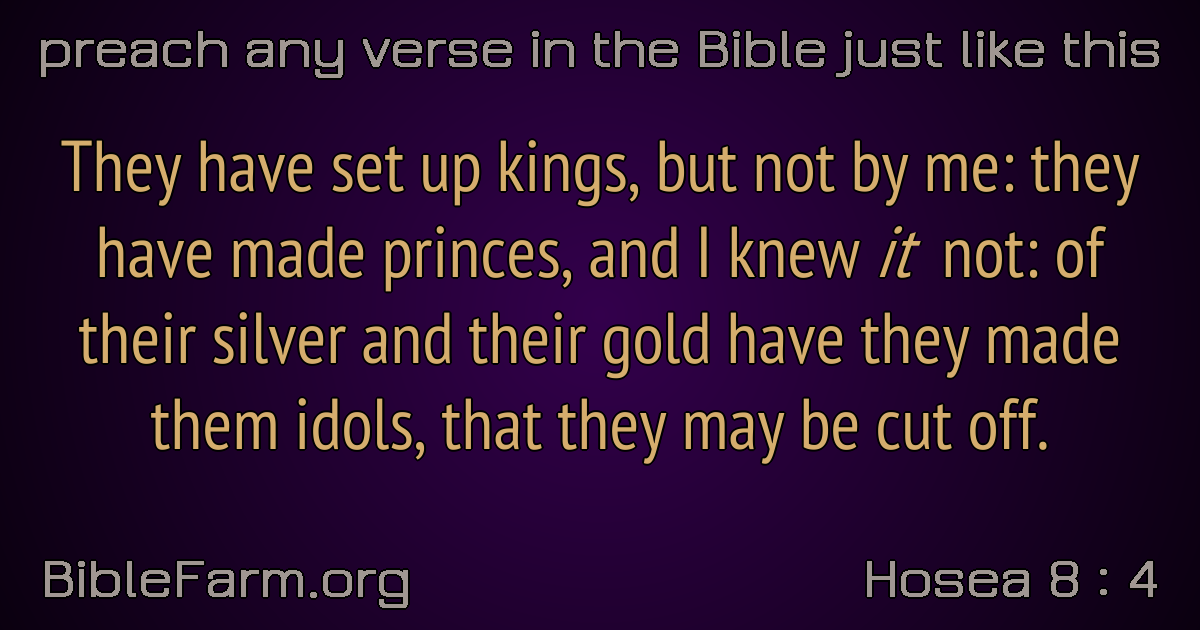 preach any verse in the Bible just like this
They have set up kings, but not by me: they
have made princes, and I knew it not: of
their silver and their gold have they made
them idols, that they may be cut off.
BibleFarm.org
Hosea 8 : 4